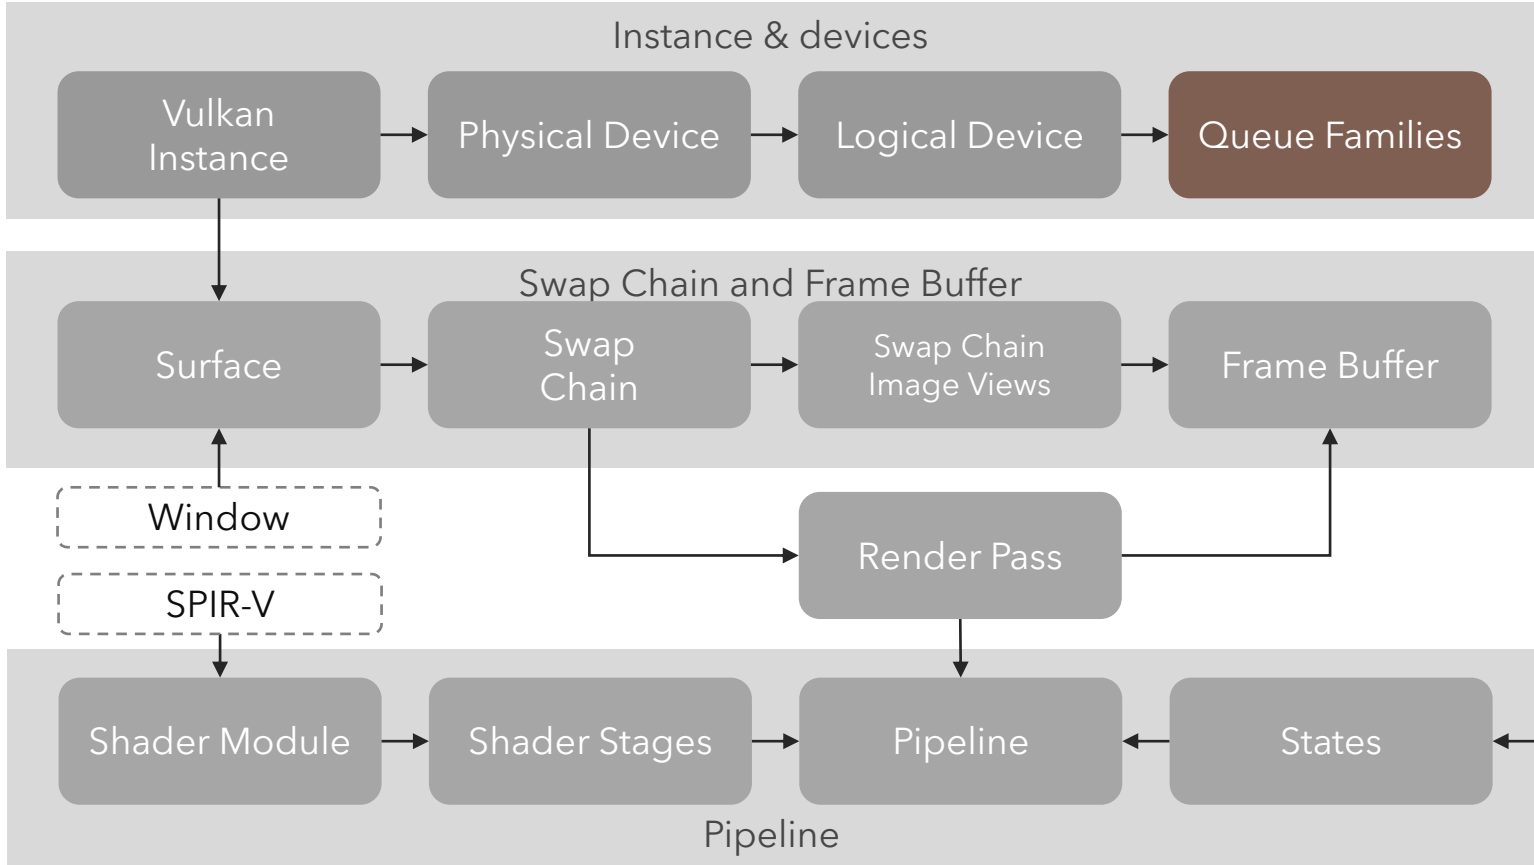 Instance & devices
Vulkan
Instance
Physical Device
Logical Device
Queue Families
Swap Chain and Frame Buffer
Surface
Swap
Chain
Swap Chain
Image Views
Frame Buffer
Window
Render Pass
SPIR-V
Shader Module
Shader Stages
Pipeline
States
Pipeline